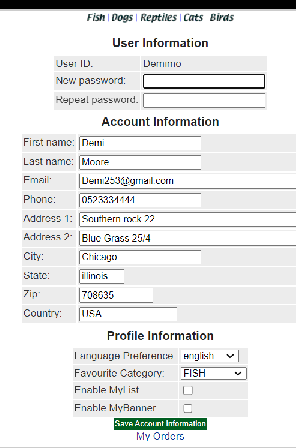 Fish | Dogs | Reptiles | Cats Birds
User Information
User ID: Demimo
New password:
Repeat password:
Account Information
First name: Demi
Last name: Moore
Email: Demi253@gmail.com
Phone: 0523334444
Address 1: Southern rock 22
Address 2: Blue Grass 25/4
City: Chicago
State: illinois
Zip: 708635
Country: USA
Profile Information
Language Preference english
Favourite Category: FISH
Enable MyList
Enable MyBanner
Save Account Information
My Orders